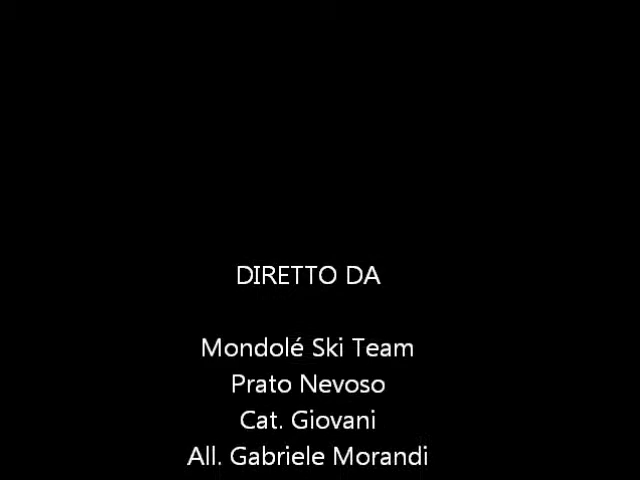 DIRETTO DA
Mondolé Ski Team
Prato Nevoso
Cat. Giovani
All. Gabriele Morandi